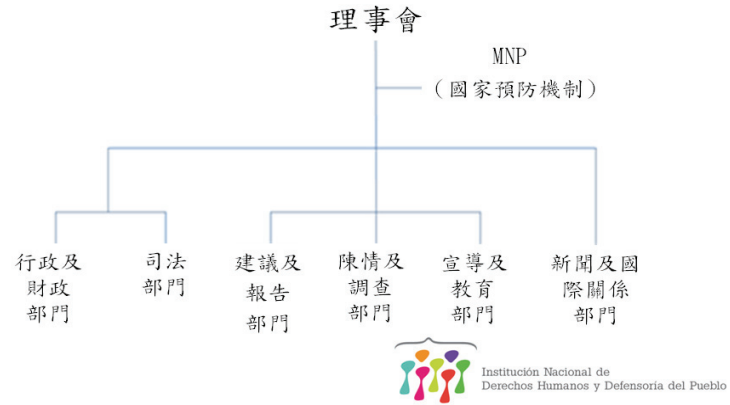 理事會
MNP
（國家預防機制）
行政及
財政
部門
司法
部門
建議及
報告
部門
陳情及
調查
部門
宣導及
教育
部門
新聞及國
際關係
部門
Institución Nacional de
Derechos Humanos y Defensoría del Pueblo